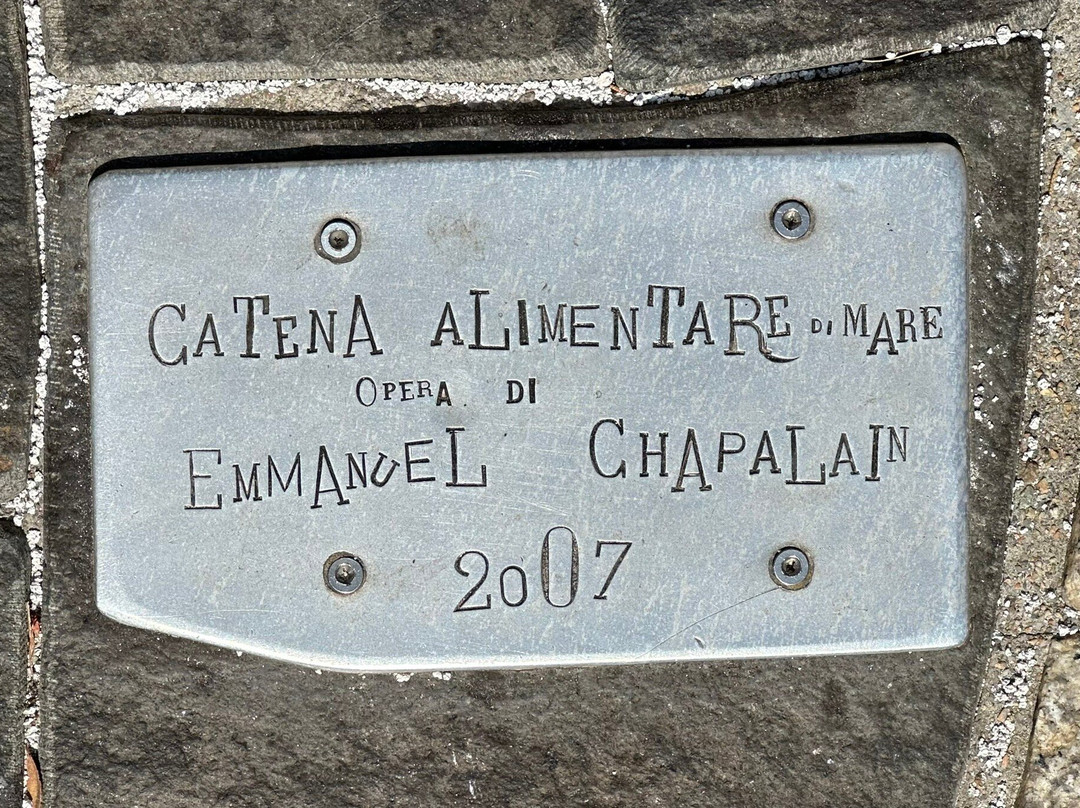 CATENA ALIMENTARE DI MARE
OPERA DI
EMMANUEL CHAPALAIN
2007